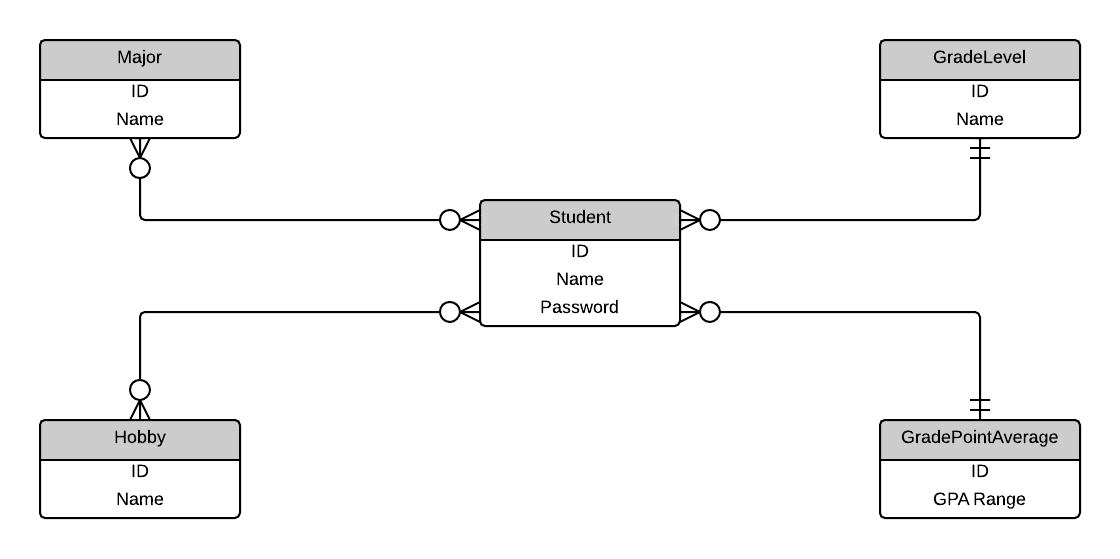 Major
ID
Name
GradeLevel
ID
Name
Student
ID
Name
Password
Hobby
ID
Name
GradePointAverage
ID
GPA Range